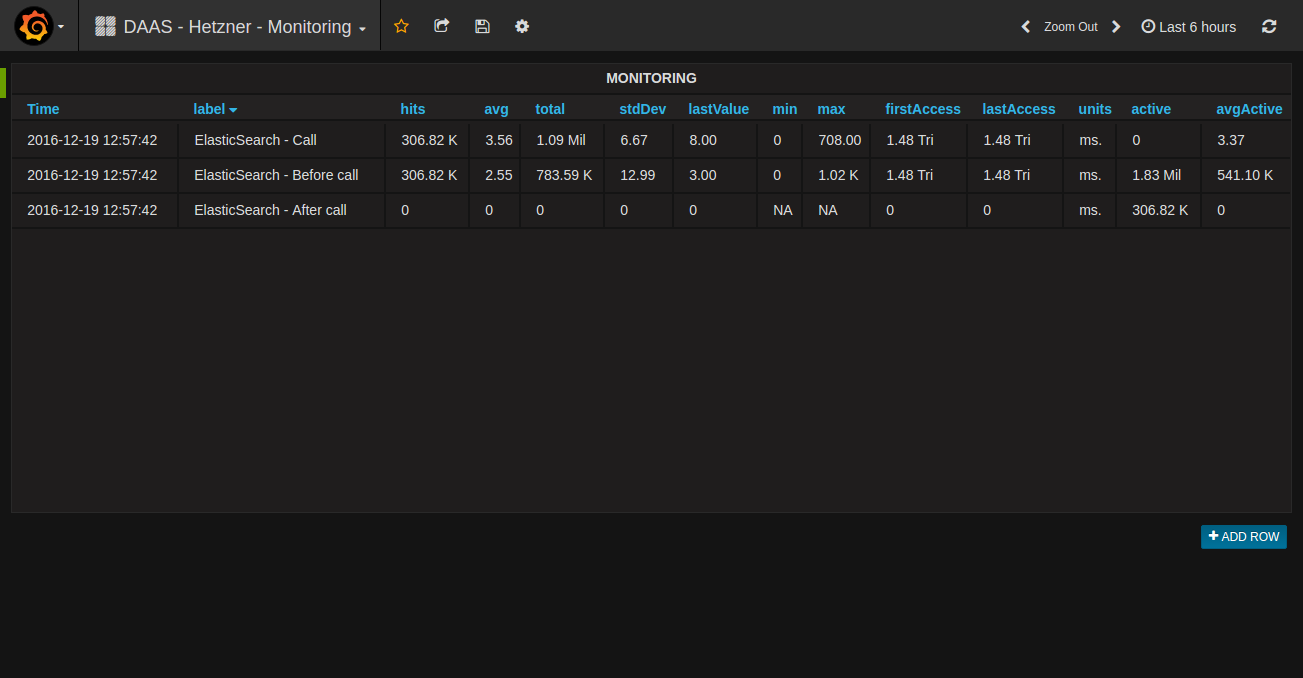 DAAS - Hetzner - Monitoring Zoom Out Last 6 hours
MONITORING
Time label hits avg total stdDev lastValue min max firstAccess lastAccess units active avgActive
2016-12-19 12:57:42 ElasticSearch - Call 306.82 K 3.56 1.09 Mil 6.67 8.00 0 708.00 1.48 Tri 1.48 Tri ms. 0 3.37
2016-12-19 12:57:42 ElasticSearch - Before call 306.82 K 2.55 783.59 K 12.99 3.00 0 1.02 K 1.48 Tri 1.48 Tri ms. 1.83 Mil 541.10 K
2016-12-19 12:57:42 ElasticSearch - After call 0 0 0 0 0 NA NA 0 0 ms. 306.82 K 0
ADD ROW